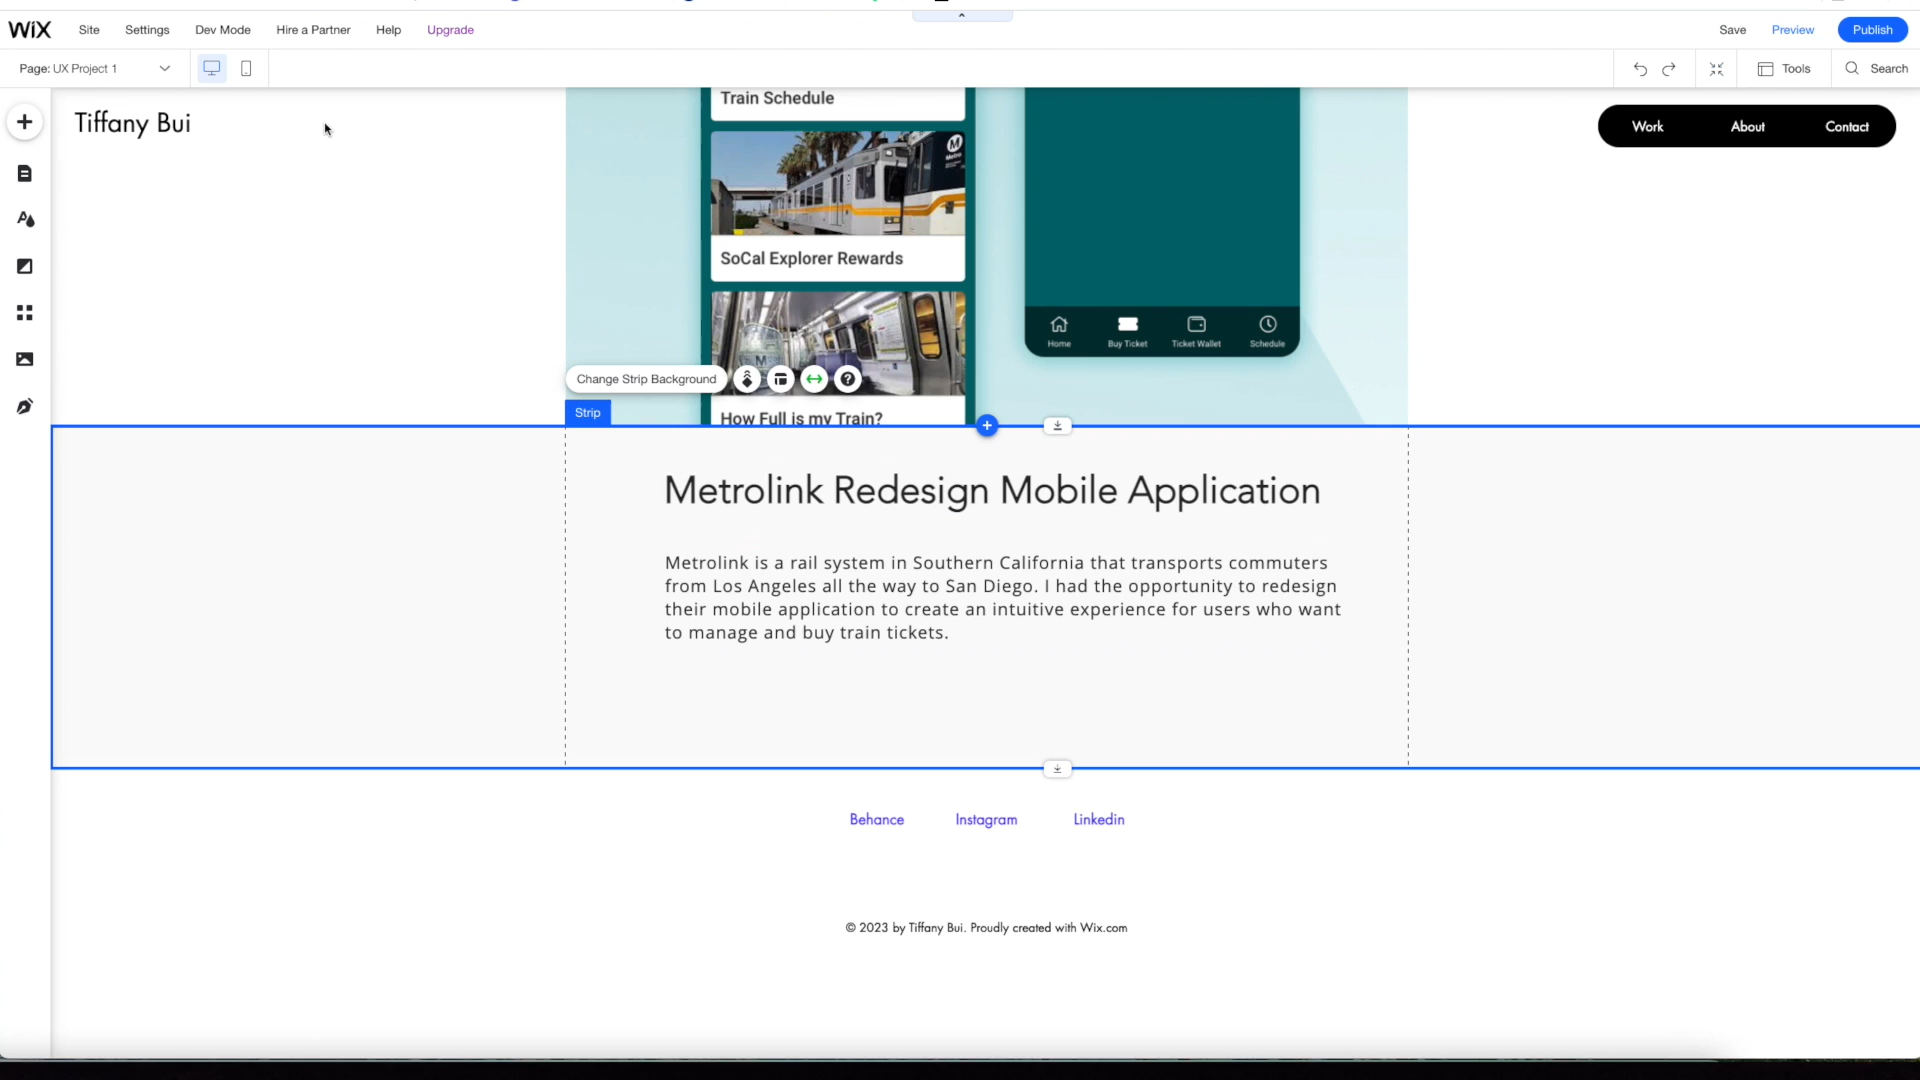 WiX Site Settings Dev Mode Hire a Partner Help Upgrade Save Preview Publish
Page: UX Project 1 Tools Search
Tiffany Bui
Work About Contact
Train Schedule
Metro
SoCal Explorer Rewards
Home Buy Ticket Ticket Wallet Schedule
Change Strip Background
How Full is my Train?
Strip
Metrolink Redesign Mobile Application
Metrolink is a rail system in Southern California that transports commuters
from Los Angeles all the way to San Diego. I had the opportunity to redesign
their mobile application to create an intuitive experience for users who want
to manage and buy train tickets.
Behance Instagram Linkedin
© 2023 by Tiffany Bui. Proudly created with Wix.com